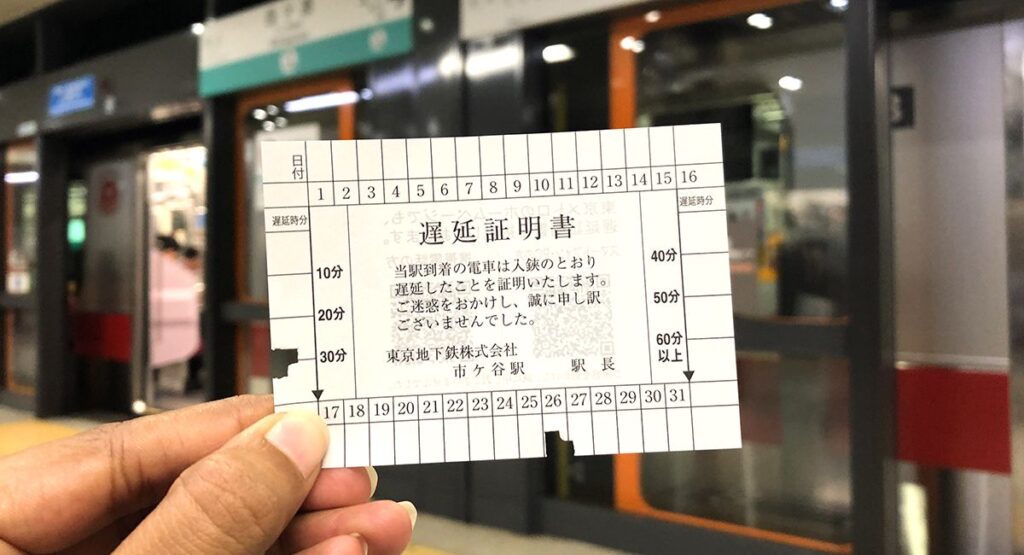 日付
1 2 3 4 5 6 7 8 9 10 11 12 13 14 15 16
遅延時分
遅延時分
遅延証明書
当駅到着の電車は入鋏のとおり
遅延したことを証明いたします。
ご迷惑をおかけし、誠に申し訳
ございませんでした。
東京地下鉄株式会社
市ケ谷駅 駅長
10分
20分
30分
40分
50分
60分
以上
17 18 19 20 21 22 23 24 25 26 27 28 29 30 31